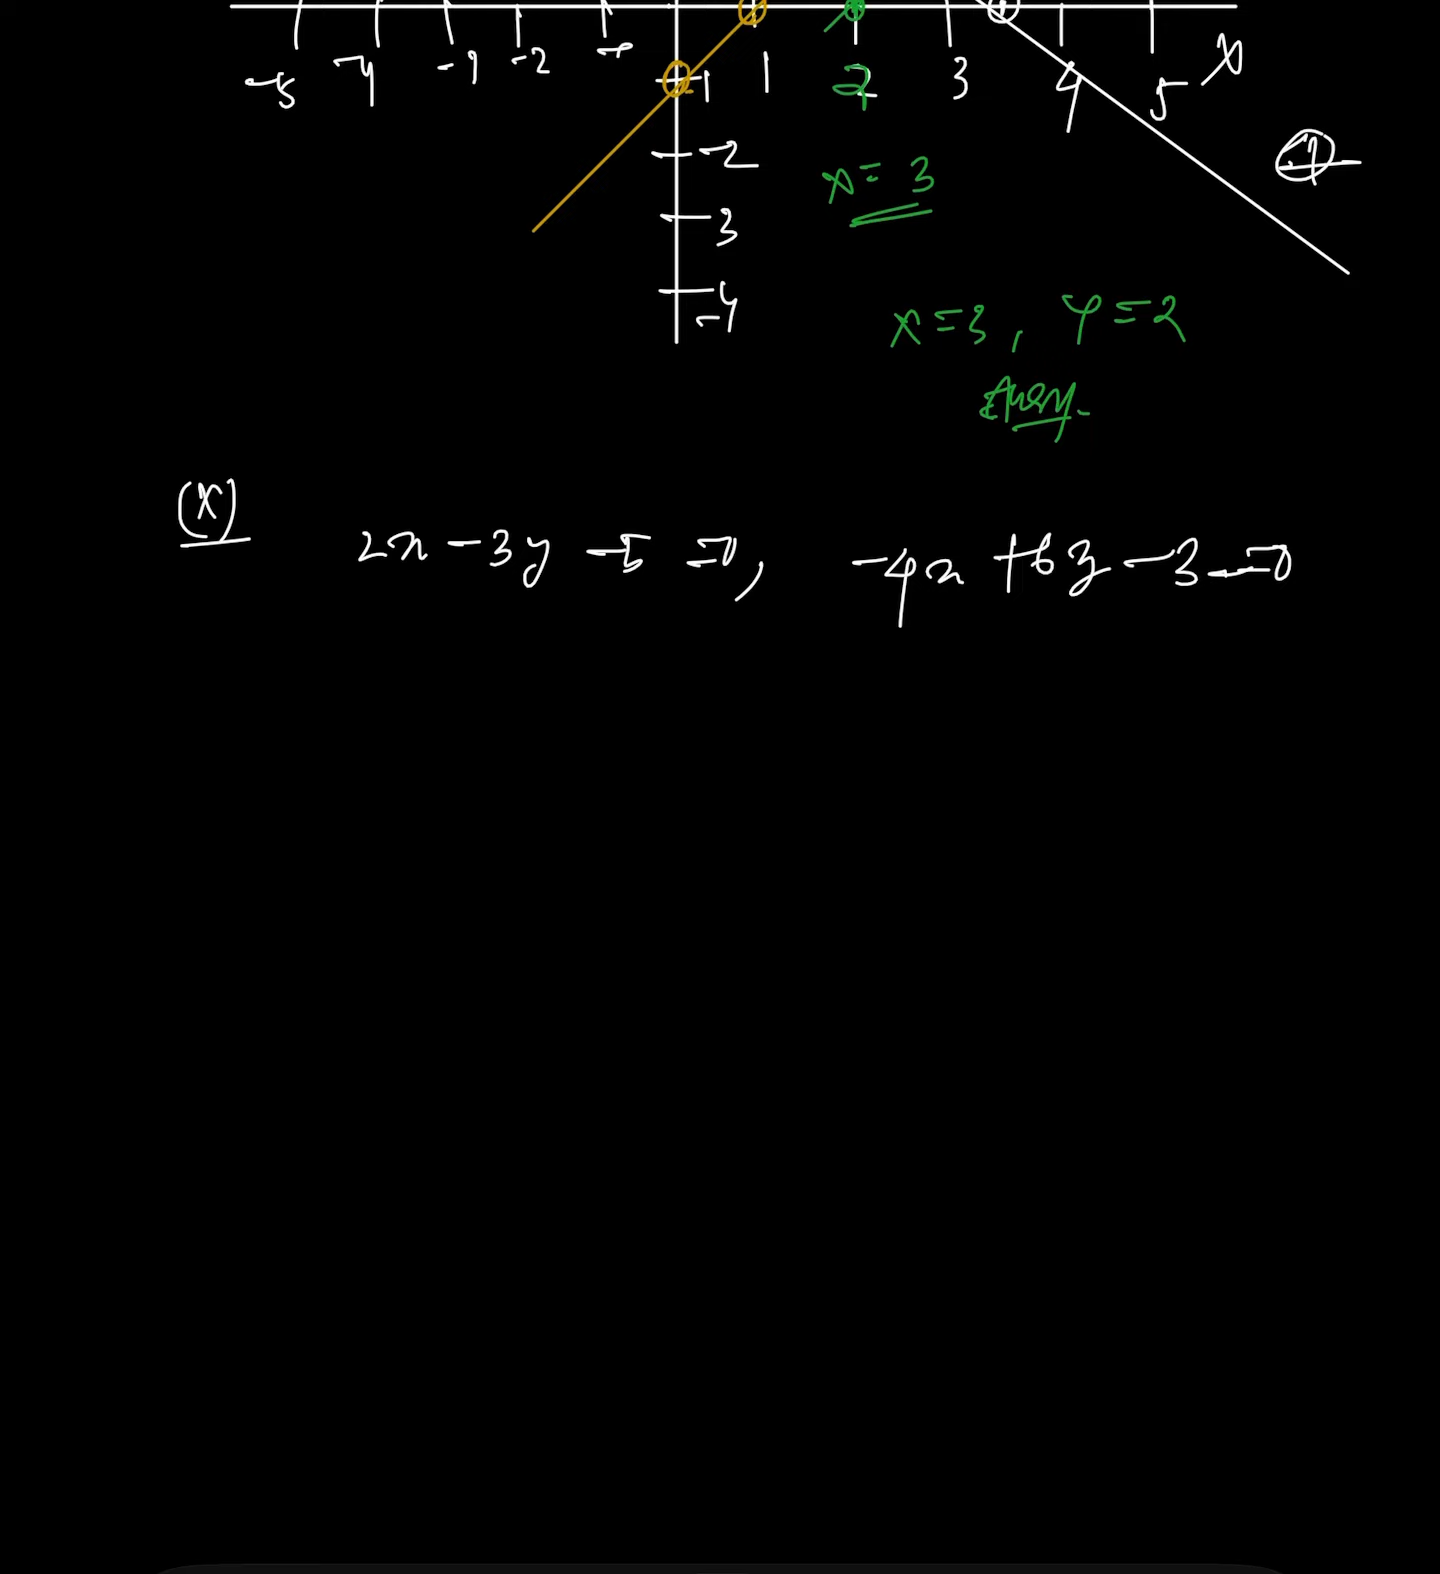 -5 -4 -1 -2 -1 1 2 3 4 5 X
-1
-2
3
-4
x = 3
x = 3, y = 2
(x) 2x - 3y - 5 = 0, -4x + 6y - 3 = 0